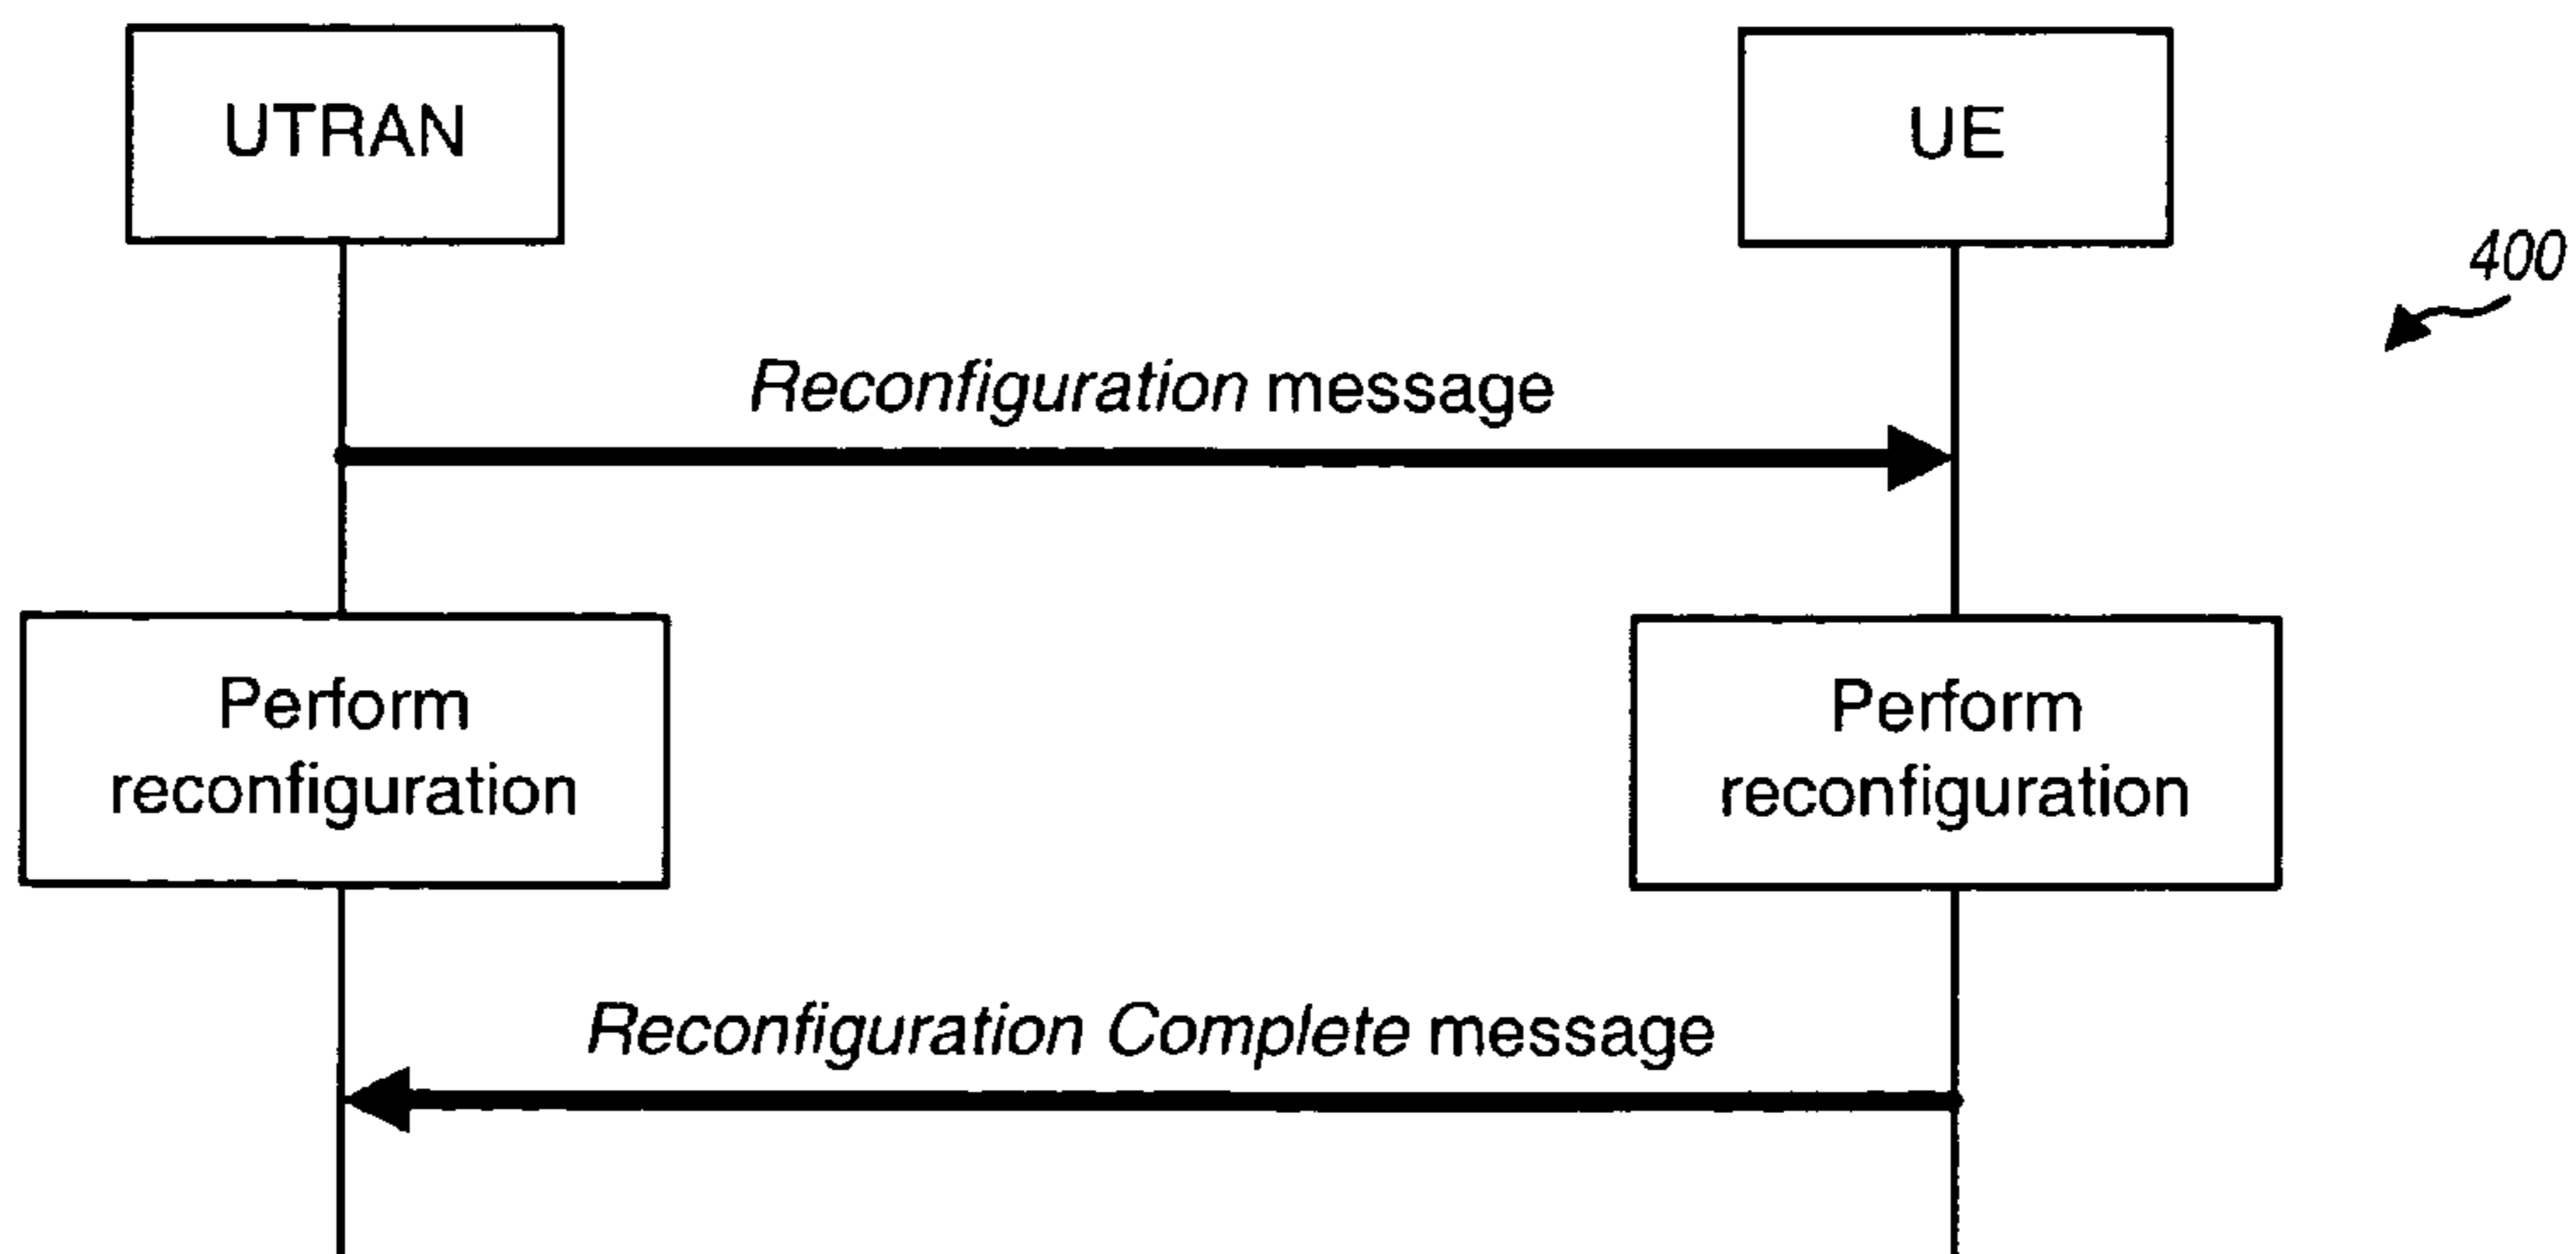 UTRAN
UE
400
Reconfiguration message
Perform
reconfiguration
Perform
reconfiguration
Reconfiguration Complete message